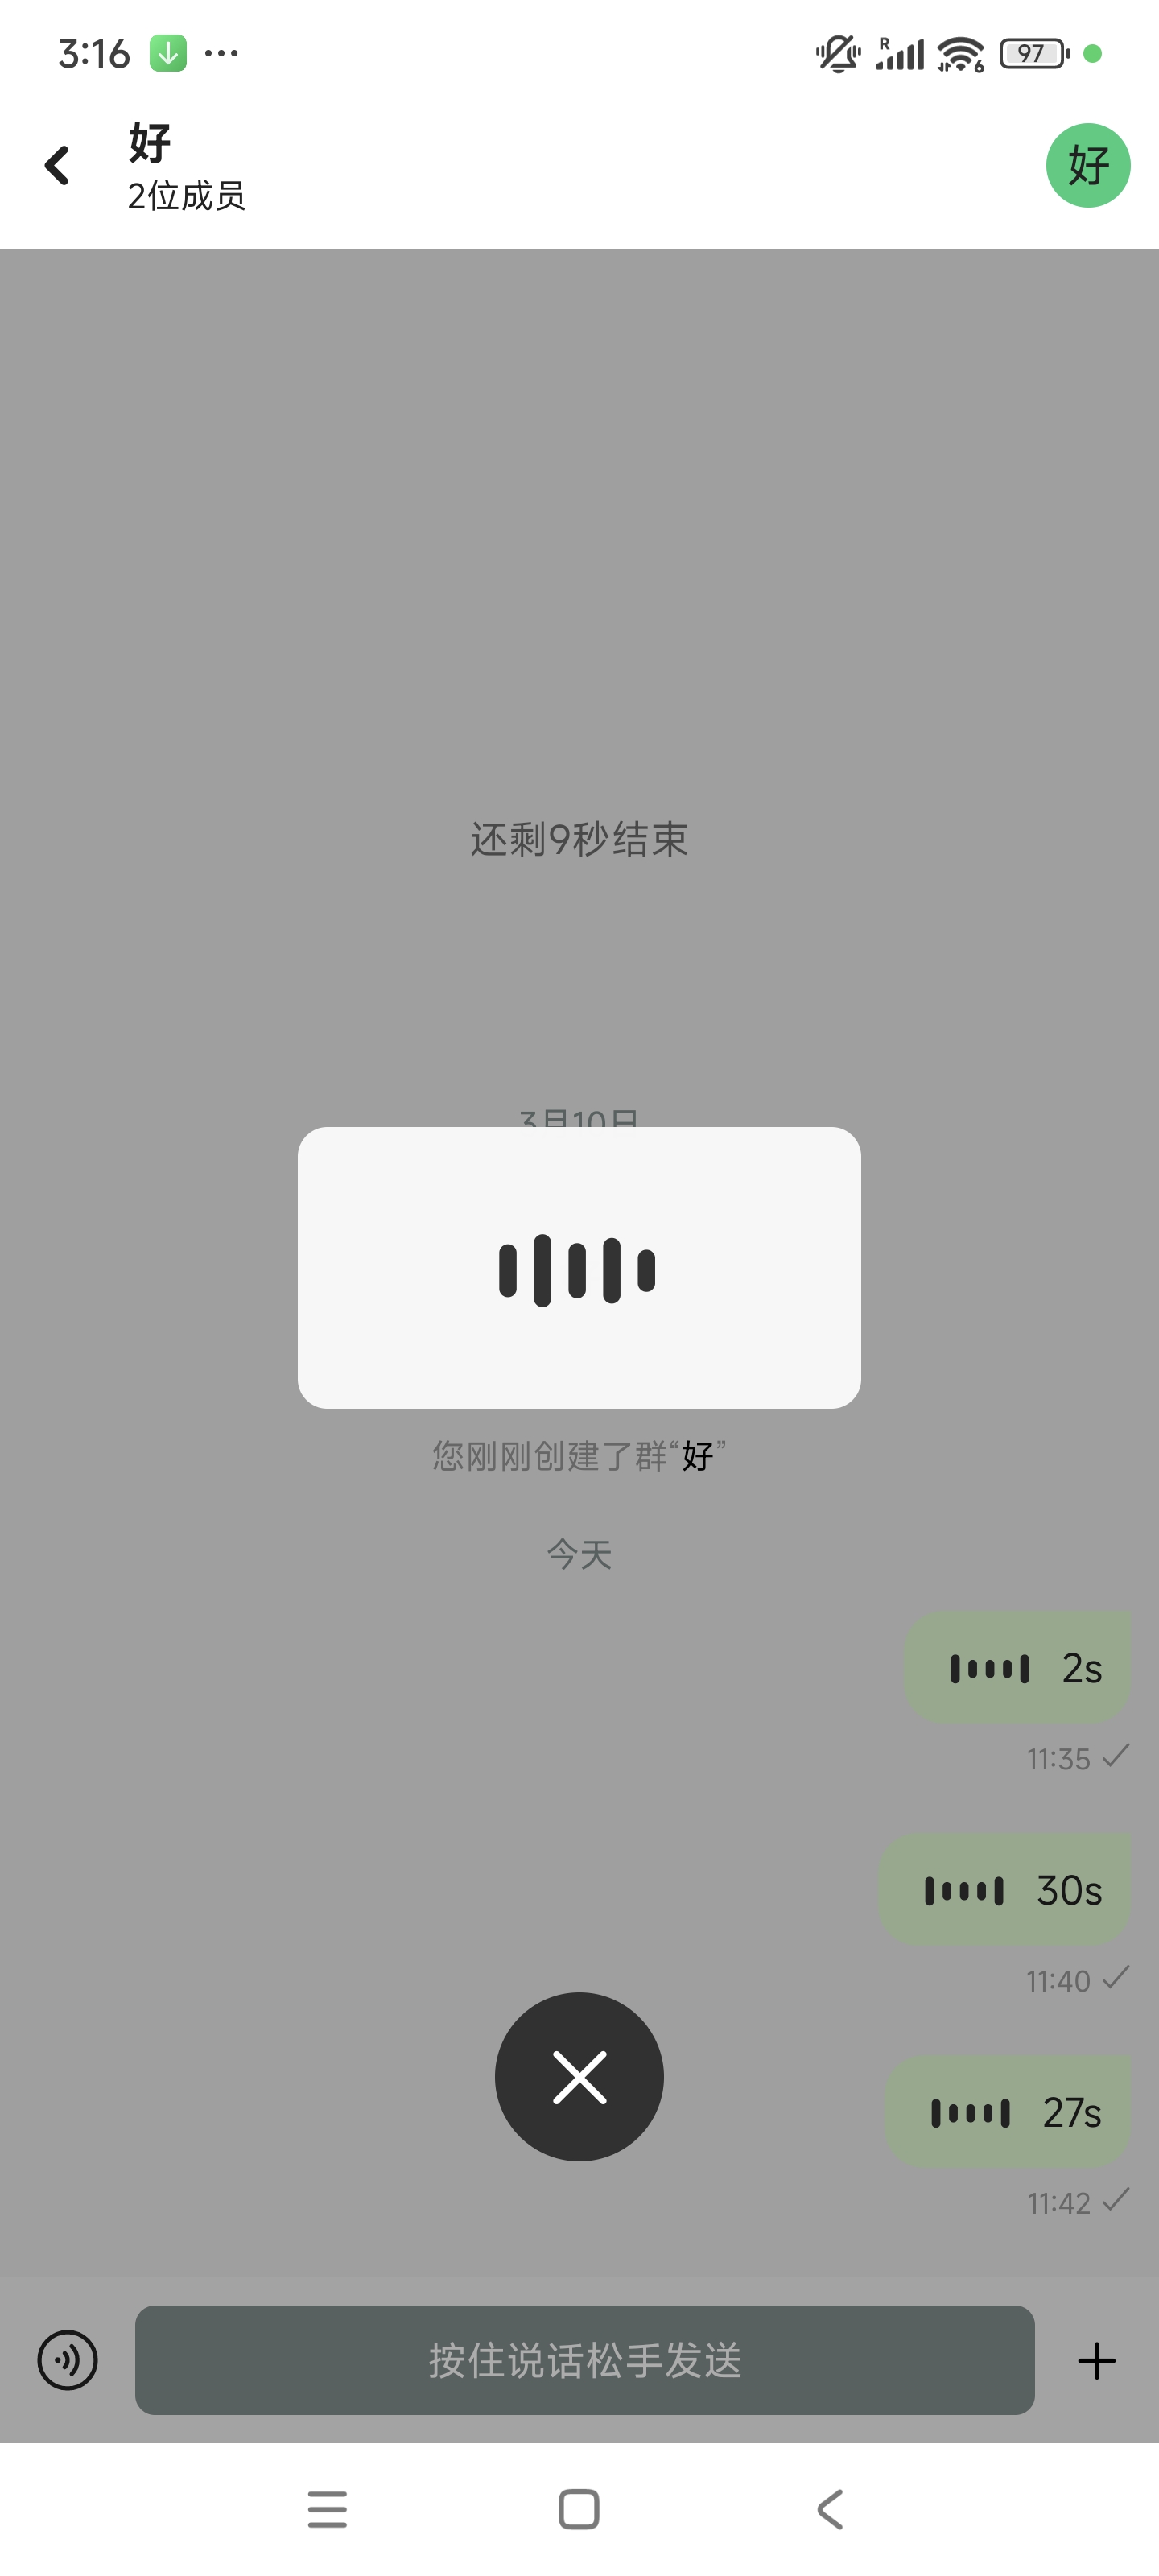 3:16
R
6
97
好
2位成员
好
还剩9秒结束
3月10日
您刚刚创建了群“好”
今天
2s
11:35
30s
11:40
27s
11:42
按住说话松手发送